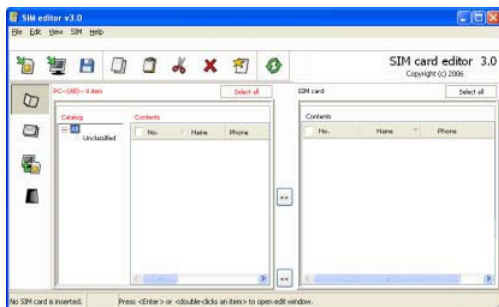 SIM editor v3.0
File Edit View SIM Help
SIM card editor 3.0
Copyright (c) 2006
PC--(All)-- 0 item
Select all
SIM card
Select all
Catalog
Contents
Contents
All
Unclassified
No. Name Phone
No. Name Phone
>>
<<
No SIM card is inserted.
Press <Enter> or <double-click> an item> to open edit window.